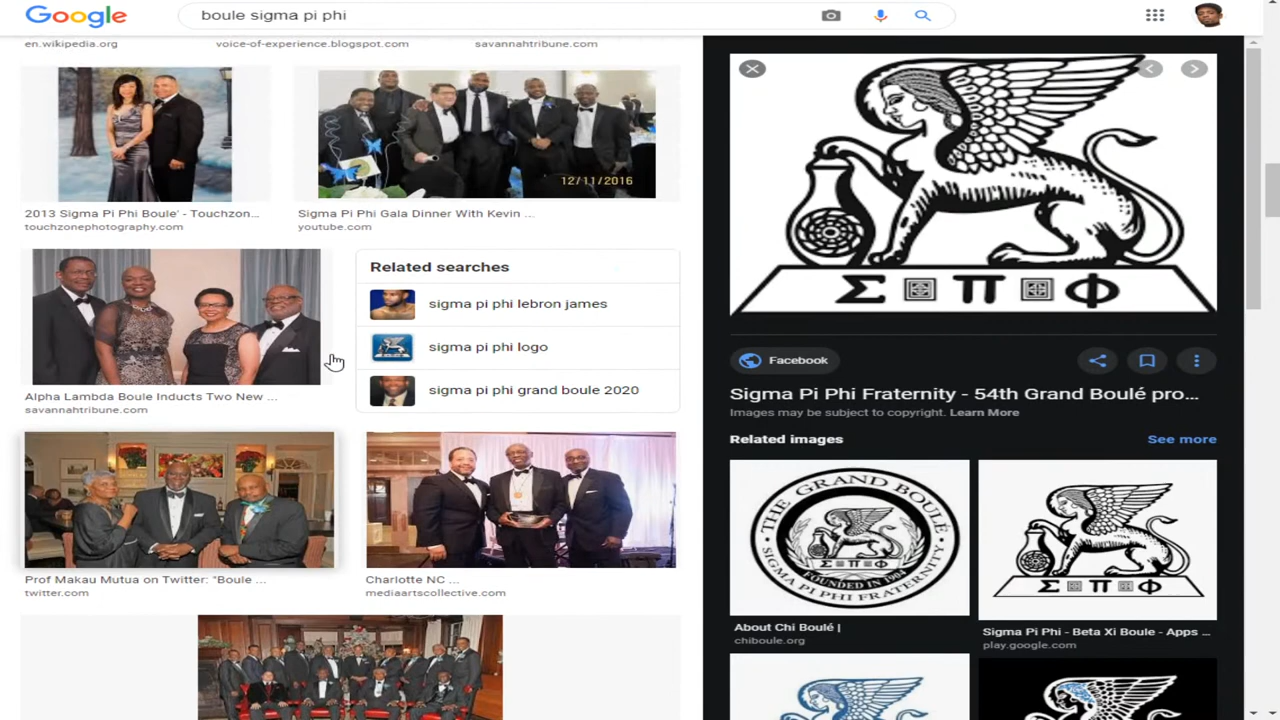 Google
boule sigma pi phi
en.wikipedia.org
voice-of-experience.blogspot.com
savannahtribune.com
12/11/2016
2013 Sigma Pi Phi Boule' - Touchzon...
touchzonephotography.com
Sigma Pi Phi Gala Dinner With Kevin ...
youtube.com
Related searches
sigma pi phi lebron james
sigma pi phi logo
sigma pi phi grand boule 2020
Alpha Lambda Boule Inducts Two New ...
savannahtribune.com
Prof Makau Mutua on Twitter: "Boule ...
twitter.com
Charlotte NC ...
mediaartscollective.com
Σ Π Φ
Facebook
Sigma Pi Phi Fraternity - 54th Grand Boulé pro...
Images may be subject to copyright. Learn More
Related images
See more
THE GRAND BOULE
Σ Π Φ
FOUNDED IN 1904
SIGMA PI PHI FRATERNITY
About Chi Boulé |
chiboule.org
Σ Π Φ
Sigma Pi Phi - Beta Xi Boule - Apps ...
play.google.com